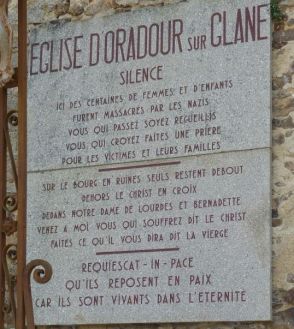 EGLISE D'ORADOUR SUR GLANE
SILENCE
ICI DES CENTAINES DE FEMMES ET D'ENFANTS
FURENT MASSACRÉS PAR LES NAZIS
VOUS QUI PASSEZ SOYEZ RECUEILLIS
VOUS QUI CROYEZ FAITES UNE PRIÈRE
POUR LES VICTIMES ET LEURS FAMILLES
SUR LE BOURG EN RUINES SEULS RESTENT DEBOUT
DEHORS LE CHRIST EN CROIX
DEDANS NOTRE DAME DE LOURDES ET BERNADETTE
VENEZ A MOI VOUS QUI SOUFFREZ DIT LE CHRIST
FAITES CE QU'IL VOUS DIRA DIT LA VIERGE
REQUIESCAT-IN-PACE
QU'ILS REPOSENT EN PAIX
CAR ILS SONT VIVANTS DANS L'ETERNITÉ